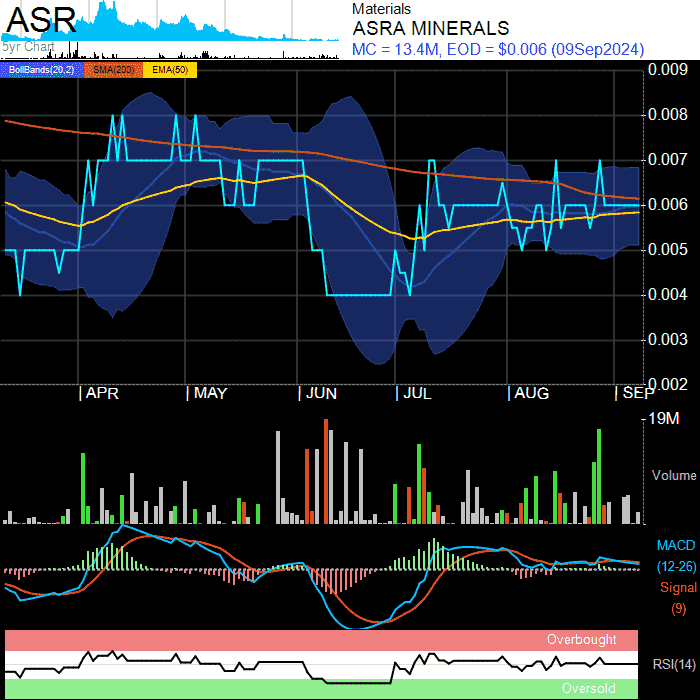 ASR
5yr Chart
Materials
ASRA MINERALS
MC = 13.4M, EOD = $0.006 (09Sep2024)
BollBands(20,2) SMA(200) EMA(50)
0.009
0.008
0.007
0.006
0.005
0.004
0.003
0.002
APR MAY JUN JUL AUG SEP
19M
Volume
MACD
(12-26)
Signal
(9)
Overbought
RSI(14)
Oversold